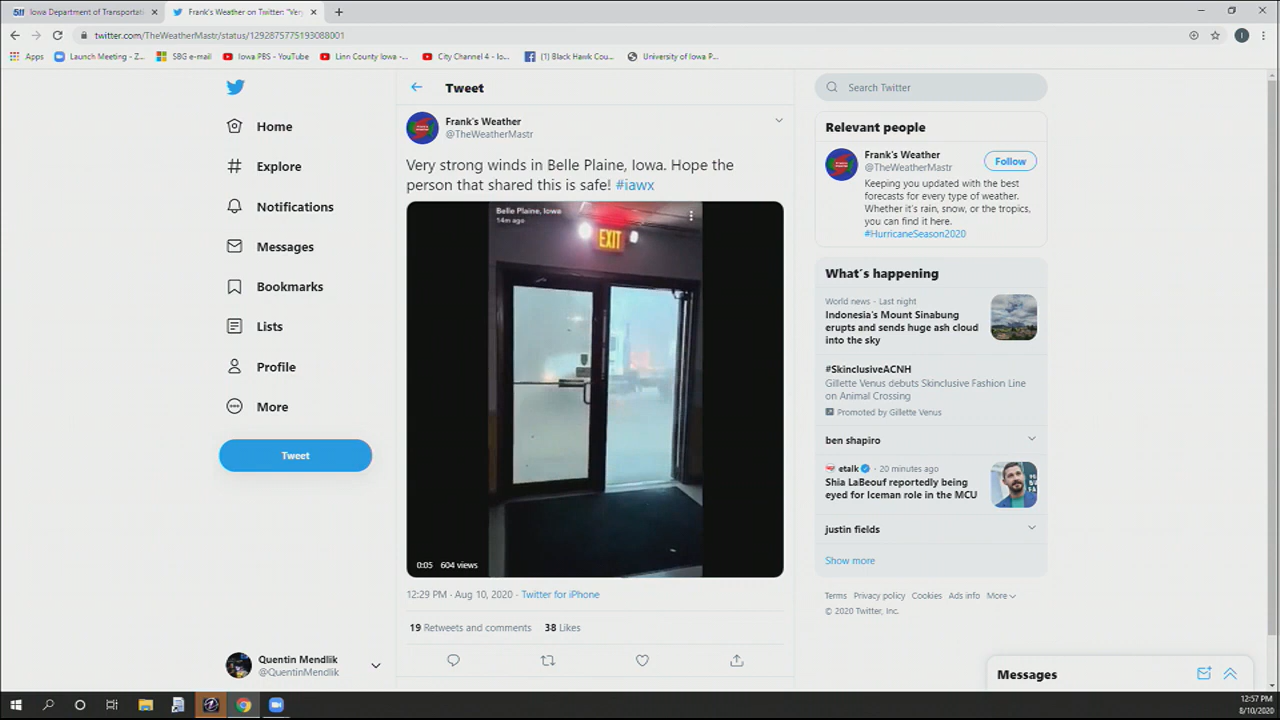 Iowa Department of Transportati
Frank's Weather on Twitter: "Very
twitter.com/TheWeatherMastr/status/1292875775193088001
Apps
Launch Meeting - Z...
SBG e-mail
Iowa PBS - YouTube
Linn County Iowa -...
City Channel 4 - Io...
(1) Black Hawk Cou...
University of Iowa P...
Home
Explore
Notifications
Messages
Bookmarks
Lists
Profile
More
Tweet
Quentin Mendlik
@QuentinMendlik
Tweet
Frank's Weather
@TheWeatherMastr
Very strong winds in Belle Plaine, Iowa. Hope the
person that shared this is safe! #iawx
Belle Plaine, Iowa
14m ago
EXIT
0:05 604 views
12:29 PM · Aug 10, 2020 · Twitter for iPhone
19 Retweets and comments 38 Likes
Search Twitter
Relevant people
Frank's Weather
@TheWeatherMastr
Follow
Keeping you updated with the best
forecasts for every type of weather.
Whether it's rain, snow, or the tropics,
you can find it here.
#HurricaneSeason2020
What's happening
World news · Last night
Indonesia's Mount Sinabung
erupts and sends huge ash cloud
into the sky
#SkinclusiveACNH
Gillette Venus debuts Skinclusive Fashion Line
on Animal Crossing
Promoted by Gillette Venus
ben shapiro
etalk · 20 minutes ago
Shia LaBeouf reportedly being
eyed for Iceman role in the MCU
justin fields
Show more
Terms Privacy policy Cookies Ads info More
© 2020 Twitter, Inc.
Messages
12:57 PM
8/10/2020